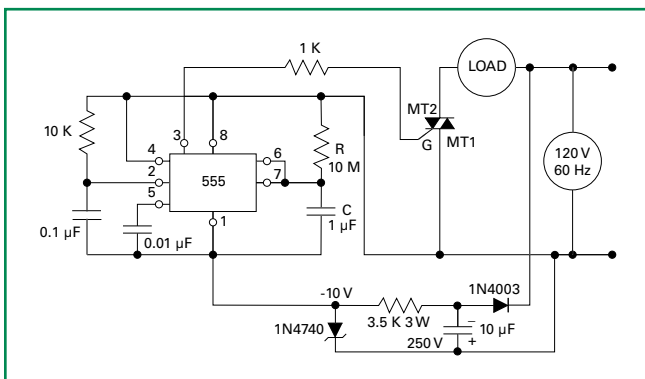 1 K
LOAD
MT2
MT1
G
10 K
3
8
4
6
R
10 M
2
555
7
5
1
C
1 µF
0.1 µF
0.01 µF
120 V
60 Hz
-10 V
1N4003
1N4740
3.5 K 3 W
−
10 µF
250 V
+